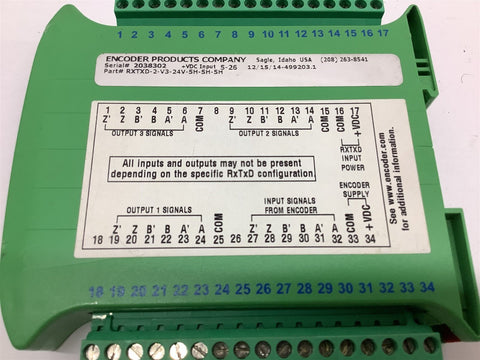 1 2 3 4 5 6 7 8 9 10 11 12 13 14 15 16 17
ENCODER PRODUCTS COMPANY Sagle, Idaho USA (208) 263-8541
Serial# 2038302 +VDC Input 5-26 12/15/14-499203.1
Part# RXTXD-2-V3-24V-5H-5H-5H
1 2 3 4 5 6 7 8 9 10 11 12 13 14 15 16 17
Z' Z B' B A' A COM Z' Z B' B A' A COM COM +VDC
OUTPUT 3 SIGNALS OUTPUT 2 SIGNALS
RXTXD
INPUT
POWER
All inputs and outputs may not be present
depending on the specific RxTxD configuration.
ENCODER
SUPPLY
OUTPUT 1 SIGNALS
INPUT SIGNALS
FROM ENCODER
Z' Z B' B A' A COM Z' Z B' B A' A COM +VDC
18 19 20 21 22 23 24 25 26 27 28 29 30 31 32 33 34
See www.encoder.com
for additional information.
18 19 20 21 22 23 24 25 26 27 28 29 30 31 32 33 34